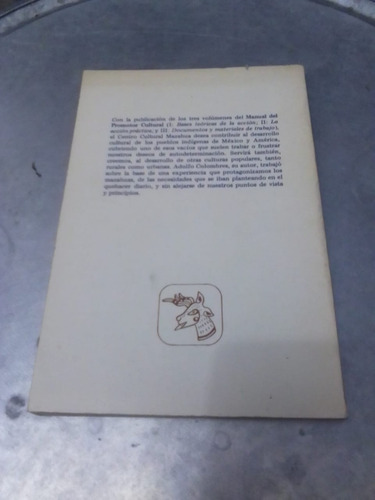 Con la publicación de los tres volúmenes del Manual del
Promotor Cultural (I: Bases teóricas de la acción, II: La
acción práctica, y III: Documentos y materiales de trabajo),
el Centro Cultural Mazahua desea contribuir al desarrollo
cultural de los pueblos indígenas de México y América,
cubriendo uno de esos vacíos que suelen trabar o frustrar
nuestros deseos de autodeterminación. Servirá también,
creemos, al desarrollo de otras culturas populares, tanto
rurales como urbanas. Adolfo Colombres, su autor, trabajó
sobre la base de una experiencia que protagonizamos los
mazahuas, de las necesidades que se iban planteando en el
quehacer diario, y sin alejarse de nuestros puntos de vista
y principios.